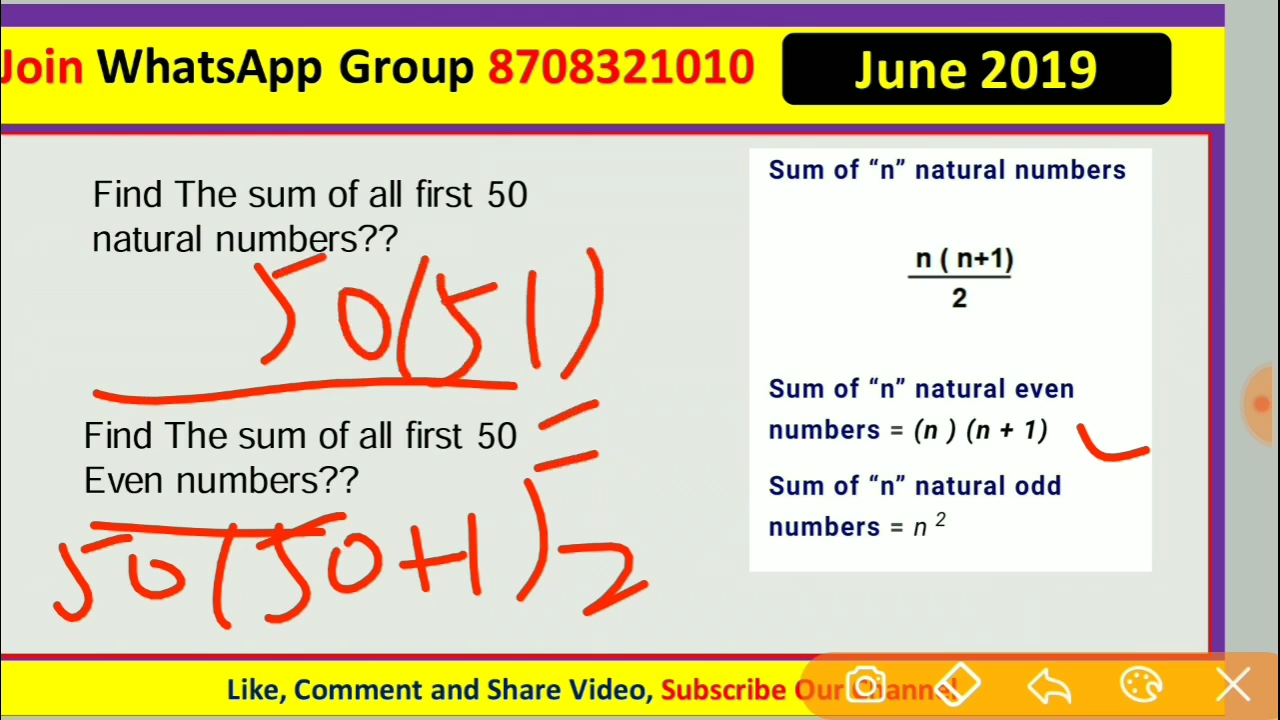 Join WhatsApp Group 8708321010
June 2019
Find The sum of all first 50
natural numbers??
50(51)
Find The sum of all first 50
Even numbers??
50(50+1)
2
Sum of “n” natural numbers
n ( n+1)
2
Sum of “n” natural even
numbers = (n ) (n + 1)
Sum of “n” natural odd
numbers = n 2
Like, Comment and Share Video, Subscribe Our Channel